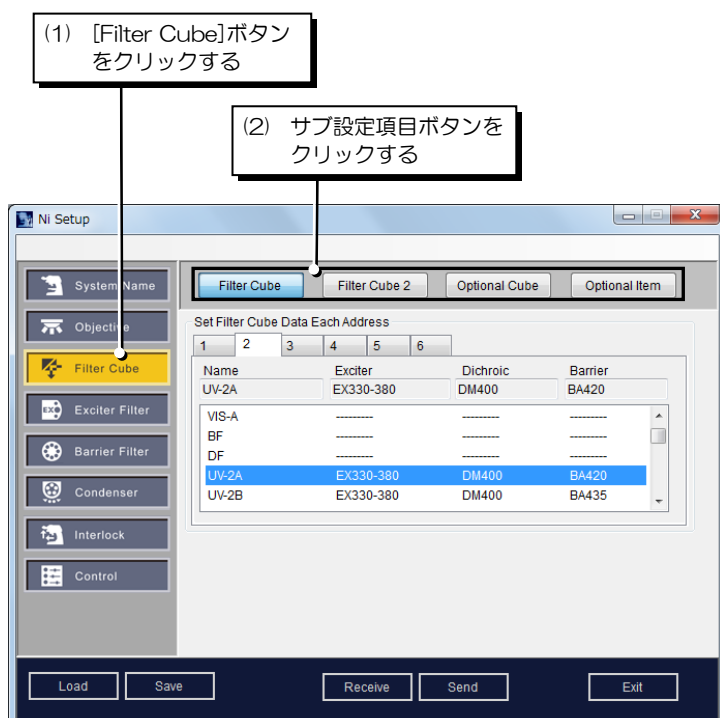 (1) [Filter Cube]ボタン
をクリックする
(2) サブ設定項目ボタンを
クリックする
Ni Setup
System Name
Filter Cube Filter Cube 2 Optional Cube Optional Item
Objective
Set Filter Cube Data Each Address
1 2 3 4 5 6
Filter Cube
Name Exciter Dichroic Barrier
UV-2A EX330-380 DM400 BA420
Exciter Filter
VIS-A --------- --------- ---------
BF --------- --------- ---------
Barrier Filter
DF --------- --------- ---------
UV-2A EX330-380 DM400 BA420
Condenser
UV-2B EX330-380 DM400 BA435
Interlock
Control
Load Save Receive Send Exit